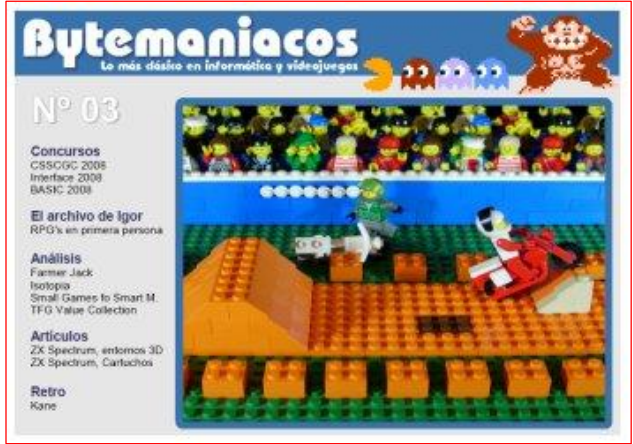 Bytemaniacos
Lo más clásico en informática y videojuegos
Nº 03
Concursos
CSSCGC 2008
Interface 2008
BASIC 2008
El archivo de Igor
RPG's en primera persona
Análisis
Farmer Jack
Isotopia
Small Games fo Smart M.
TFG Value Collection
Artículos
ZX Spectrum, entornos 3D
ZX Spectrum, Cartuchos
Retro
Kane